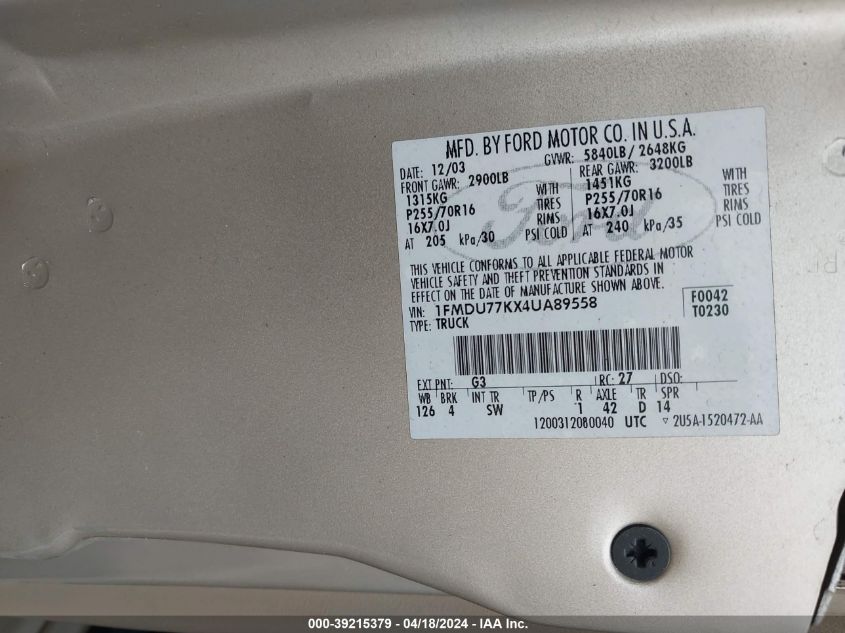 MFD. BY FORD MOTOR CO. IN U.S.A.
DATE: 12/03 GVWR: 5840LB/2648KG
FRONT GAWR: 2900LB REAR GAWR: 3200LB
1315KG WITH 1451KG WITH
P255/70R16 TIRES P255/70R16 TIRES
16X7.0J RIMS 16X7.0J RIMS
AT 205 kPa/30 PSI COLD AT 240 kPa/35 PSI COLD
Ford
THIS VEHICLE CONFORMS TO ALL APPLICABLE FEDERAL MOTOR
VEHICLE SAFETY AND THEFT PREVENTION STANDARDS IN
EFFECT ON THE DATE OF MANUFACTURE SHOWN ABOVE.
VIN: 1FMDU77KX4UA89558 F0042
TYPE: TRUCK T0230
EXT PNT: G3 RC: 27 DSO:
WB BRK INT TR TP/PS R AXLE TR SPR
126 4 SW 1 42 D 14
1200312080040 UTC ▽ 2U5A-1520472-AA
000-39215379 - 04/18/2024 - IAA, Inc.